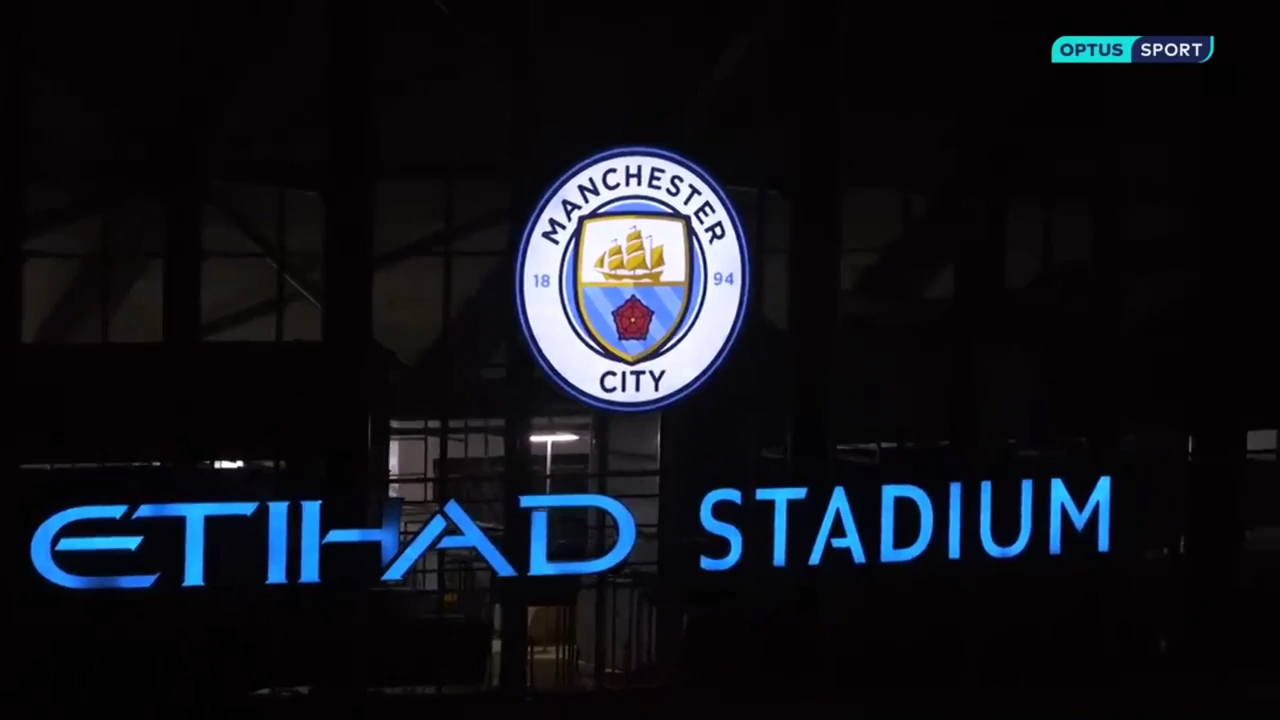 OPTUS SPORT
MANCHESTER
18 94
CITY
ETIHAD STADIUM